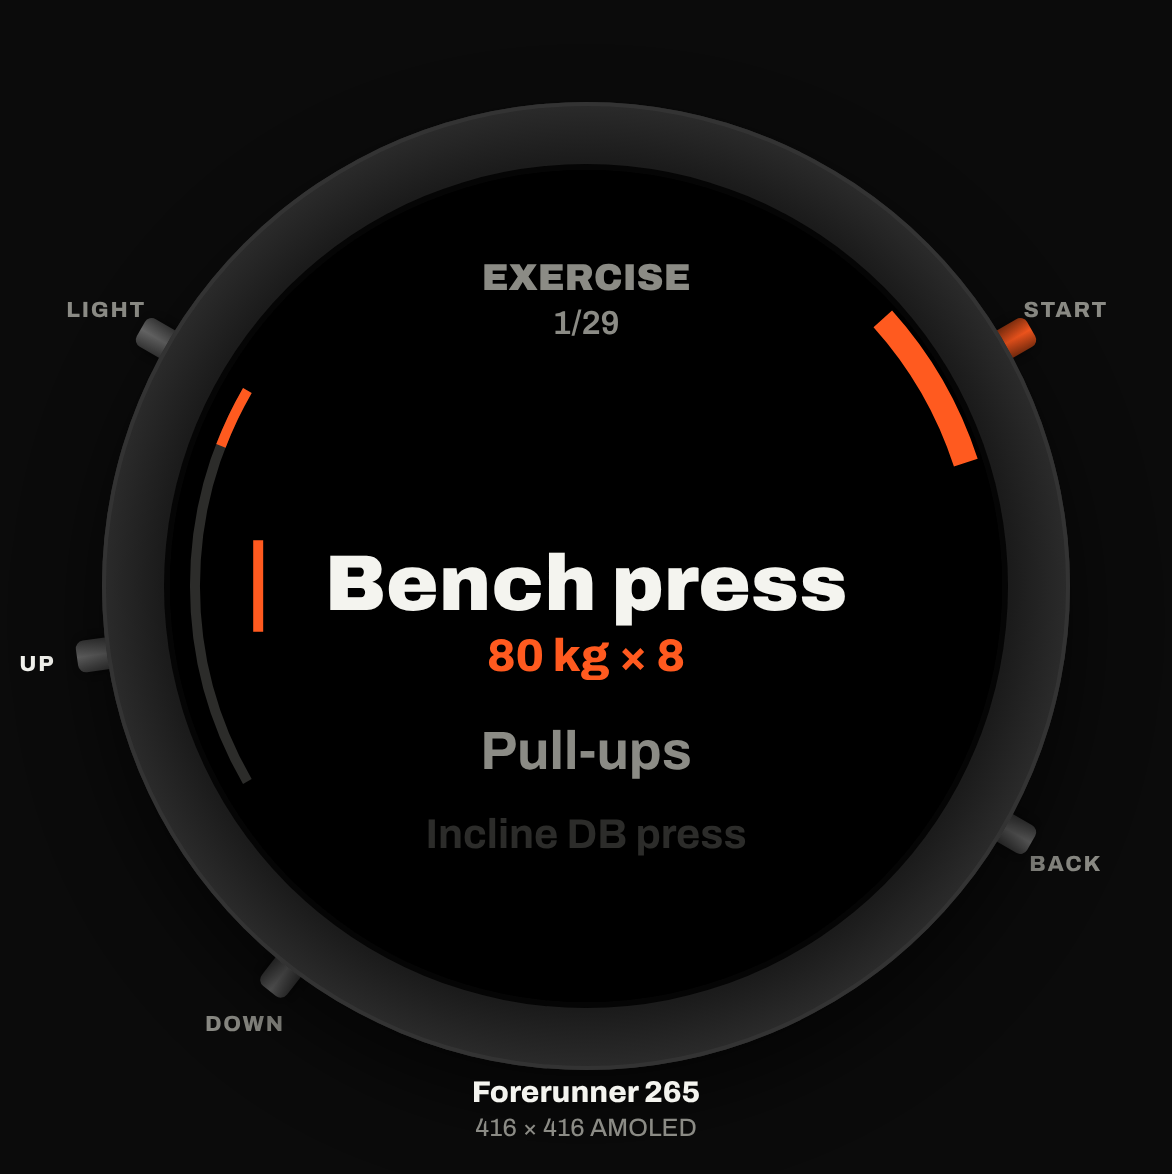 EXERCISE
1/29
LIGHT
START
Bench press
80 kg × 8
UP
Pull-ups
Incline DB press
BACK
DOWN
Forerunner 265
416 × 416 AMOLED